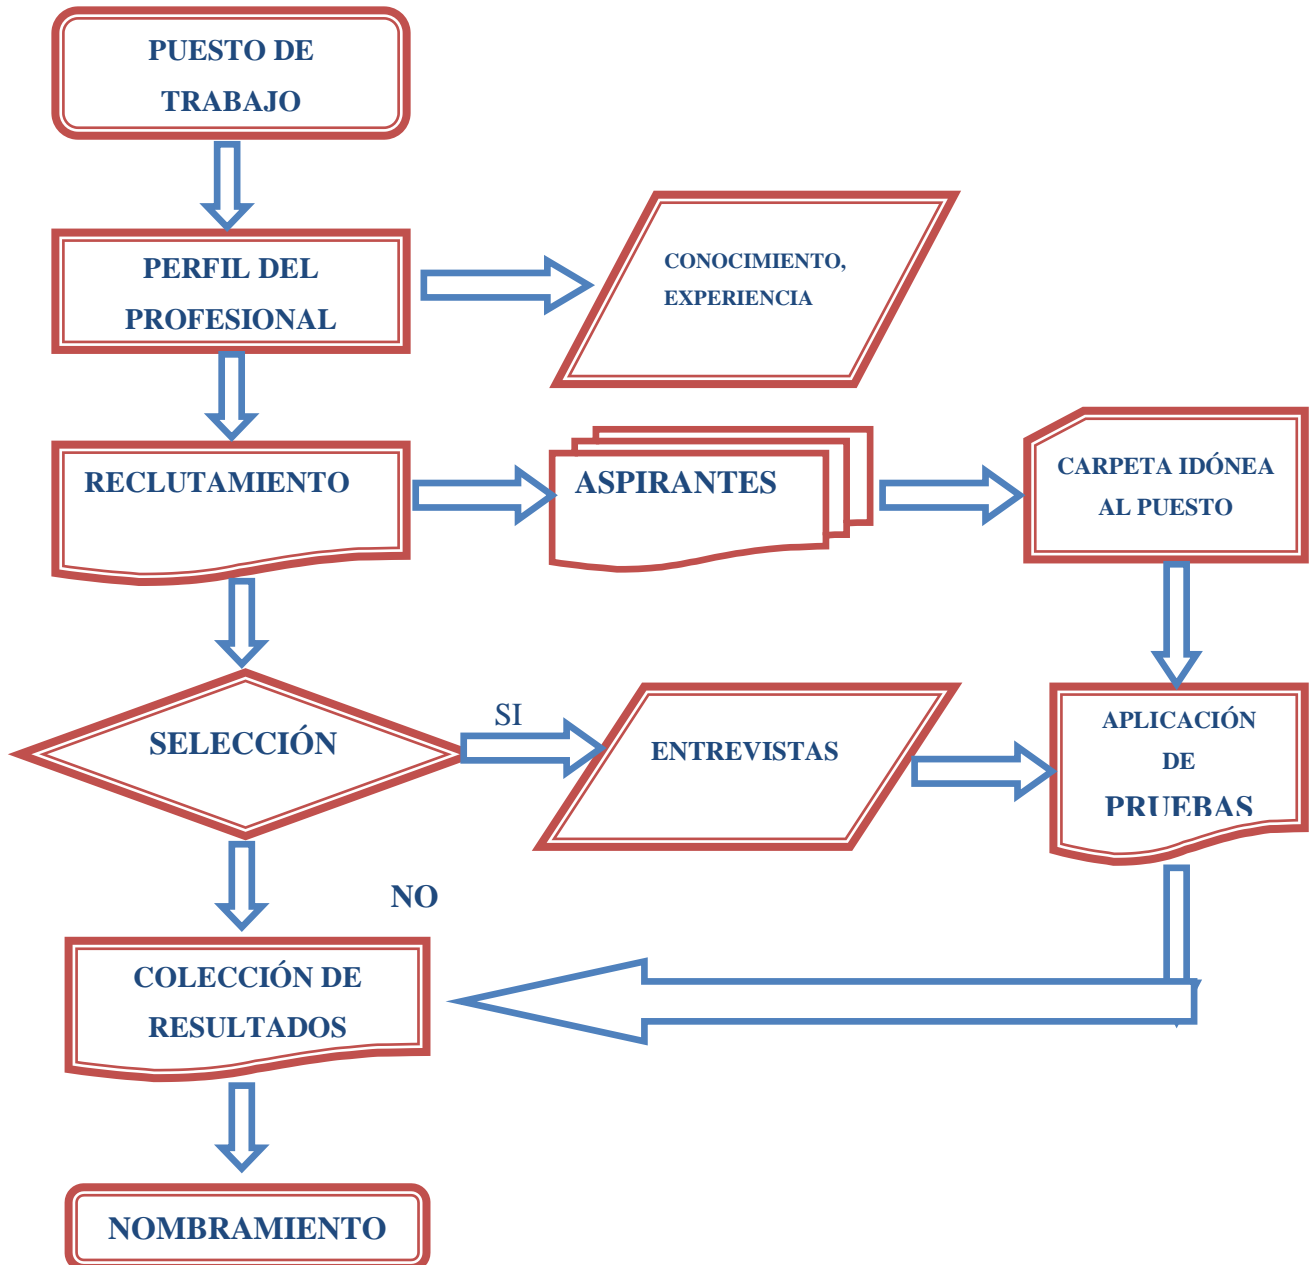 PUESTO DE
TRABAJO
PERFIL DEL
PROFESIONAL
CONOCIMIENTO,
EXPERIENCIA
RECLUTAMIENTO
ASPIRANTES
CARPETA IDÓNEA
AL PUESTO
SELECCIÓN
SI
ENTREVISTAS
APLICACIÓN
DE
PRUEBAS
NO
COLECCIÓN DE
RESULTADOS
NOMBRAMIENTO